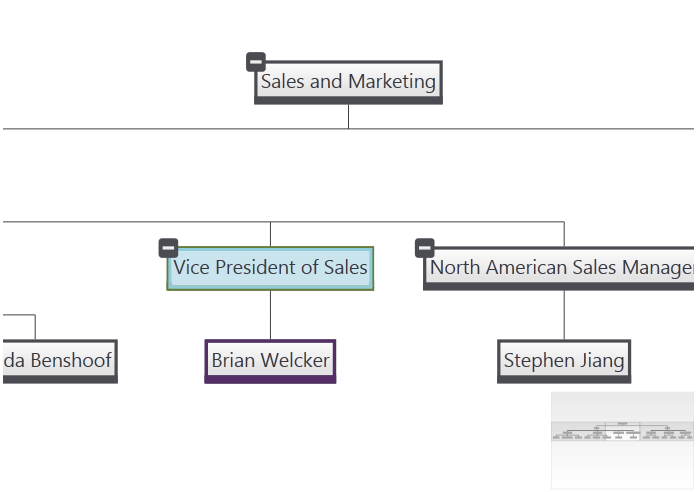 Sales and Marketing
Vice President of Sales
North American Sales Manager
da Benshoof
Brian Welcker
Stephen Jiang